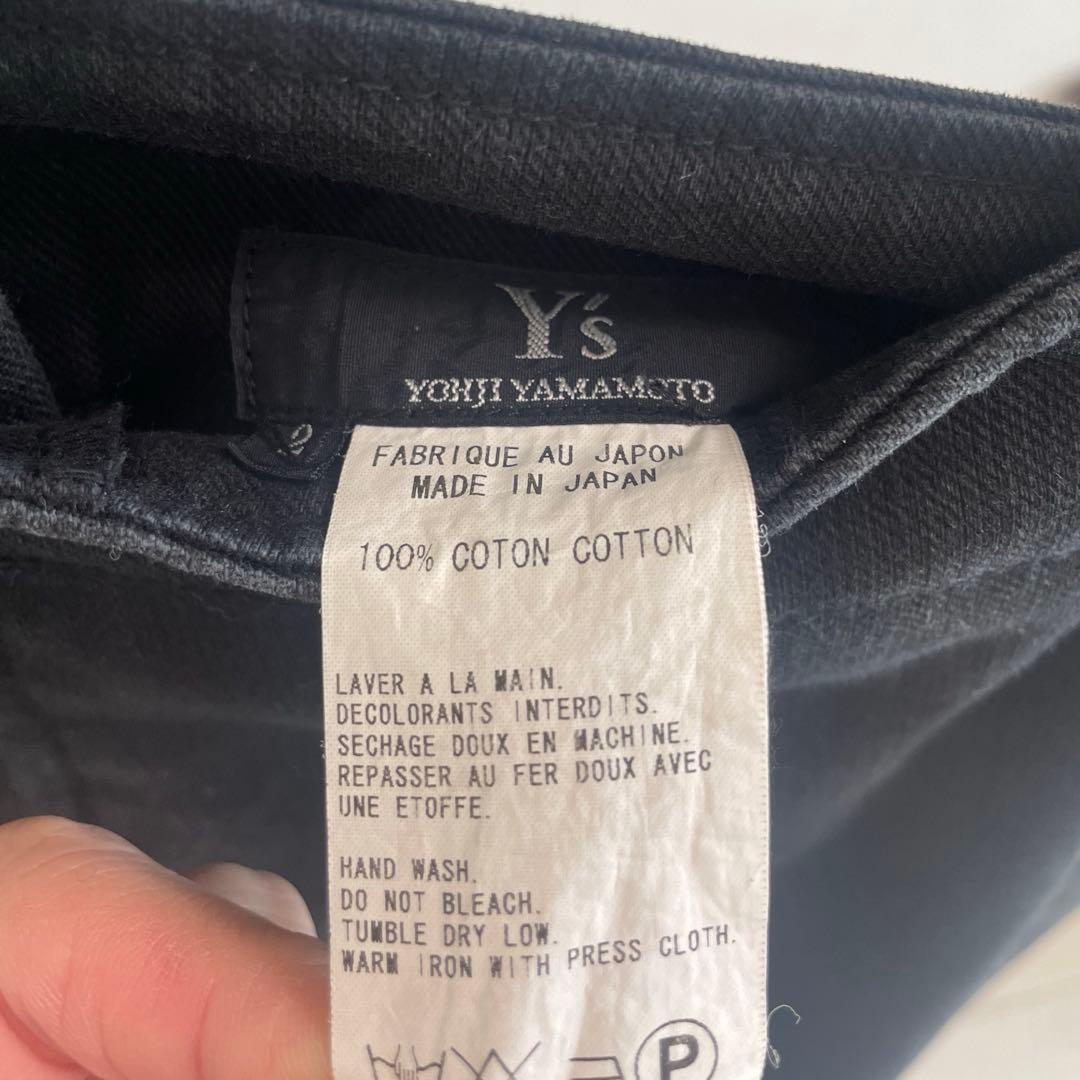 Y's
YOHJI YAMAMOTO
2
FABRIQUE AU JAPON
MADE IN JAPAN
100% COTON COTTON
LAVER A LA MAIN.
DECOLORANTS INTERDITS.
SECHAGE DOUX EN MACHINE.
REPASSER AU FER DOUX AVEC
UNE ETOFFE.
HAND WASH.
DO NOT BLEACH.
TUMBLE DRY LOW.
WARM IRON WITH PRESS CLOTH.
P